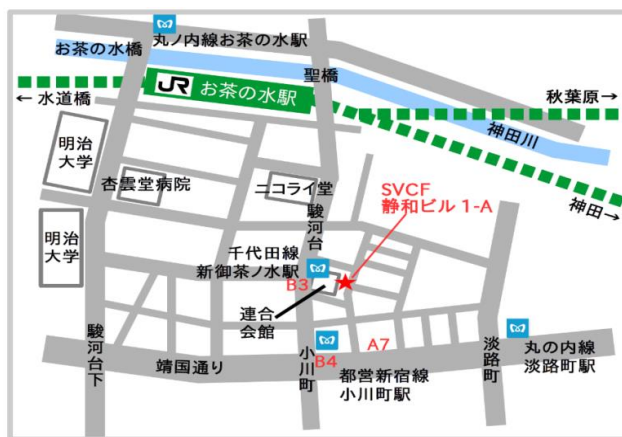 丸ノ内線お茶の水駅
お茶の水橋
聖橋
JR お茶の水駅
← 水道橋
秋葉原→
神田川
明治
大学
杏雲堂病院
ニコライ堂
SVCF
静和ビル 1-A
神田→
駿河台
明治
大学
千代田線
新御茶ノ水駅
B3
連合
会館
駿河台下
靖国通り
小川町
B4
A7
都営新宿線
小川町駅
淡路町
丸の内線
淡路町駅